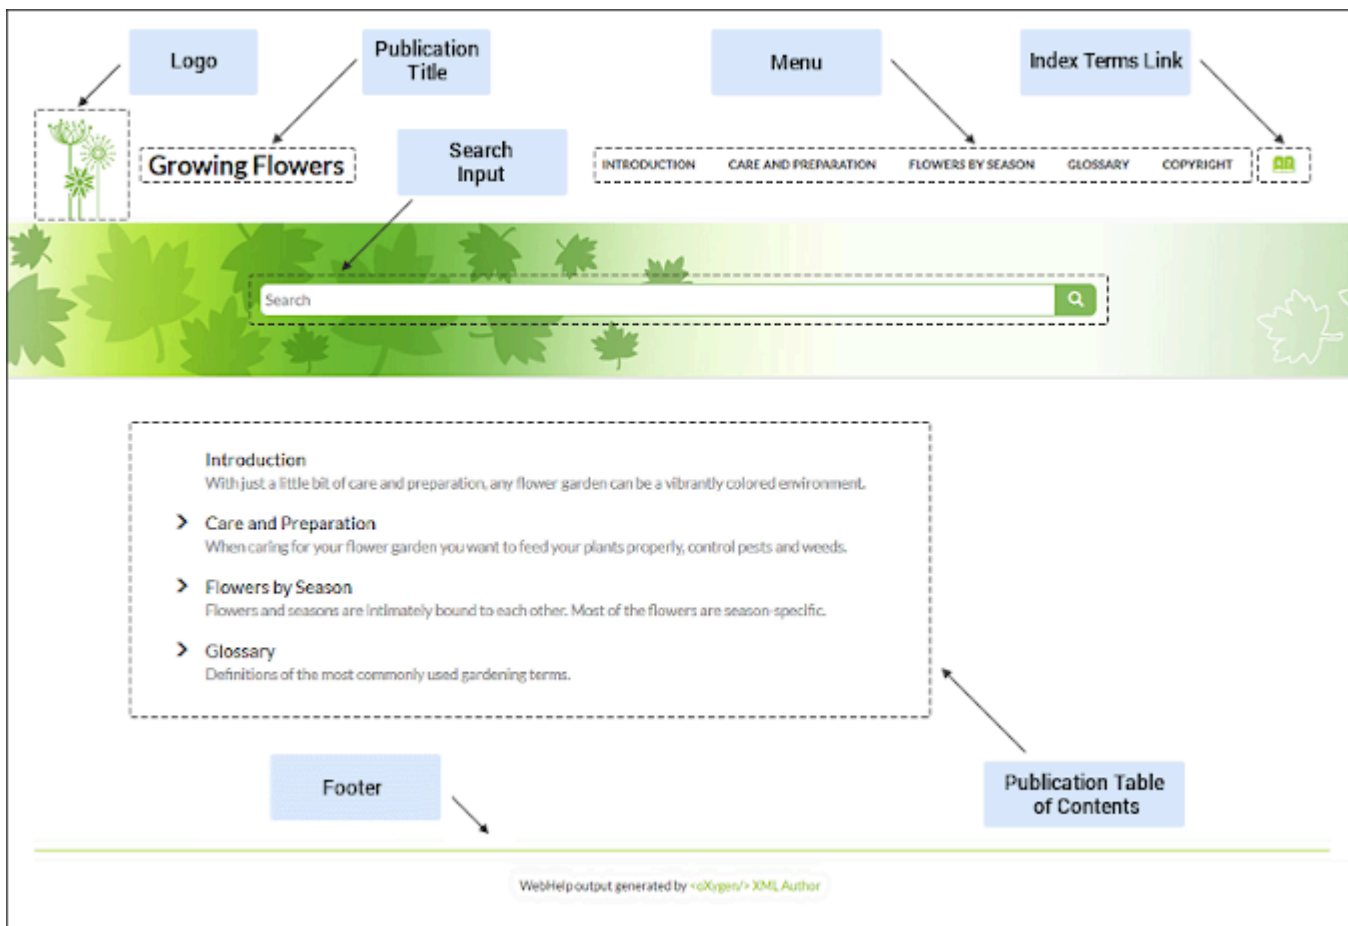 Logo
Publication
Title
Menu
Index Terms Link
Growing Flowers
Search
Input
INTRODUCTION CARE AND PREPARATION FLOWERS BY SEASON GLOSSARY COPYRIGHT
Search
Introduction
With just a little bit of care and preparation, any flower garden can be a vibrantly colored environment.
Care and Preparation
When caring for your flower garden you want to feed your plants properly, control pests and weeds.
Flowers by Season
Flowers and seasons are intimately bound to each other. Most of the flowers are season-specific.
Glossary
Definitions of the most commonly used gardening terms.
Footer
Publication Table
of Contents
WebHelp output generated by <oXygen/> XML Author